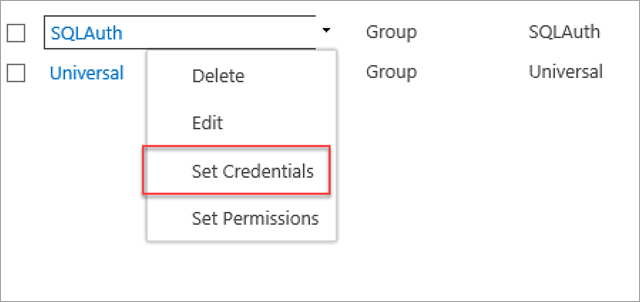 SQLAuth Group SQLAuth
Universal Group Universal
Delete
Edit
Set Credentials
Set Permissions